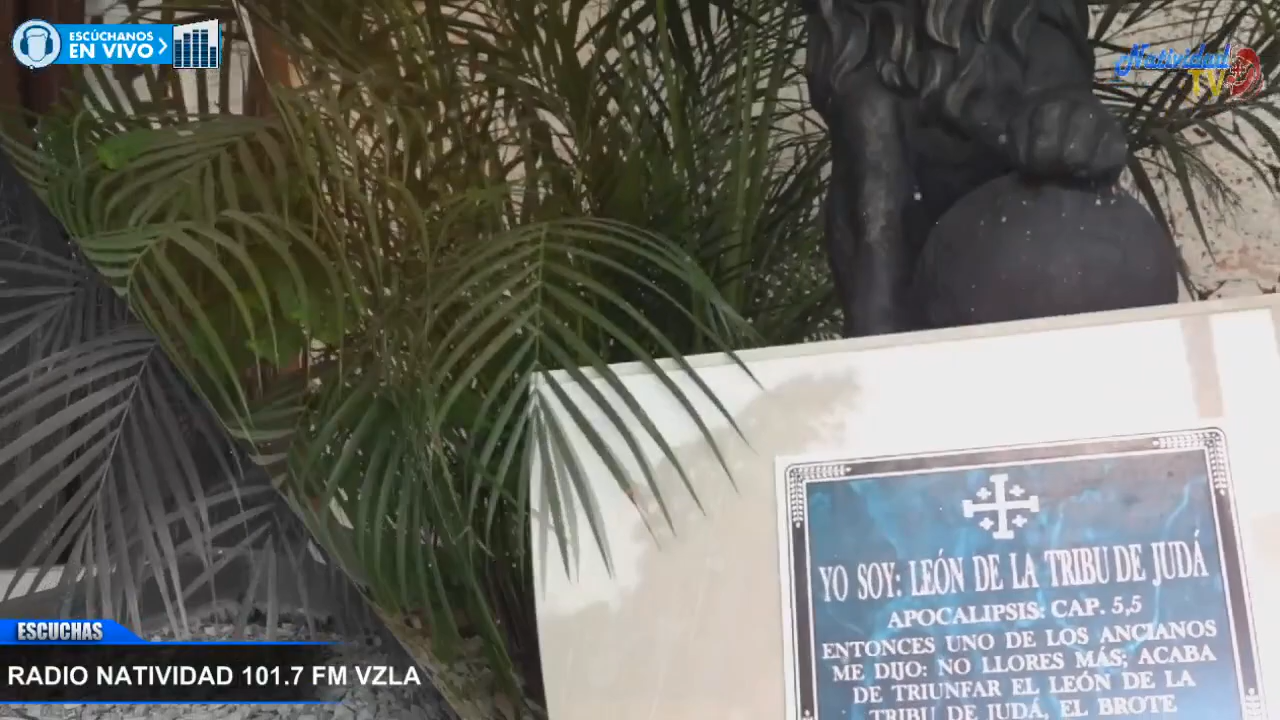 ESCÚCHANOS
EN VIVO
Natividad
TV
YO SOY: LEÓN DE LA TRIBU DE JUDÁ
APOCALIPSIS: CAP. 5,5
ENTONCES UNO DE LOS ANCIANOS
ME DIJO: NO LLORES MÁS; ACABA
DE TRIUNFAR EL LEÓN DE LA
TRIBU DE JUDÁ, EL BROTE
ESCUCHAS
RADIO NATIVIDAD 101.7 FM VZLA